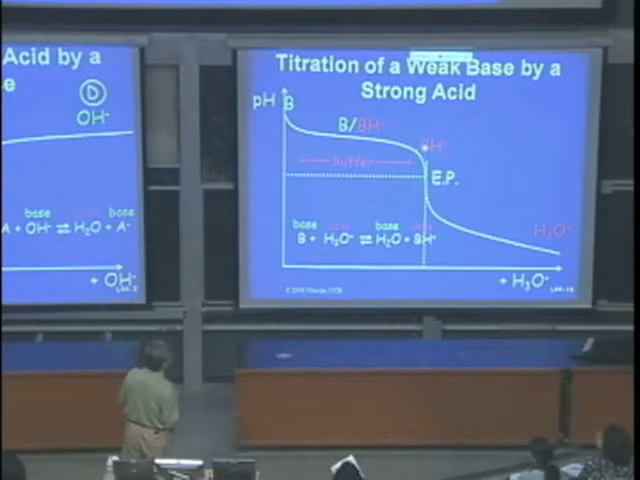 Acid by a
e
D
OH-
base base
A + OH- ⇌ H2O + A-
+ OH-
Titration of a Weak Base by a
Strong Acid
pH
B
B/BH+
BH+
Buffer
E.P.
base base
B + H3O+ ⇌ H2O + BH+
H3O+
+ H3O+